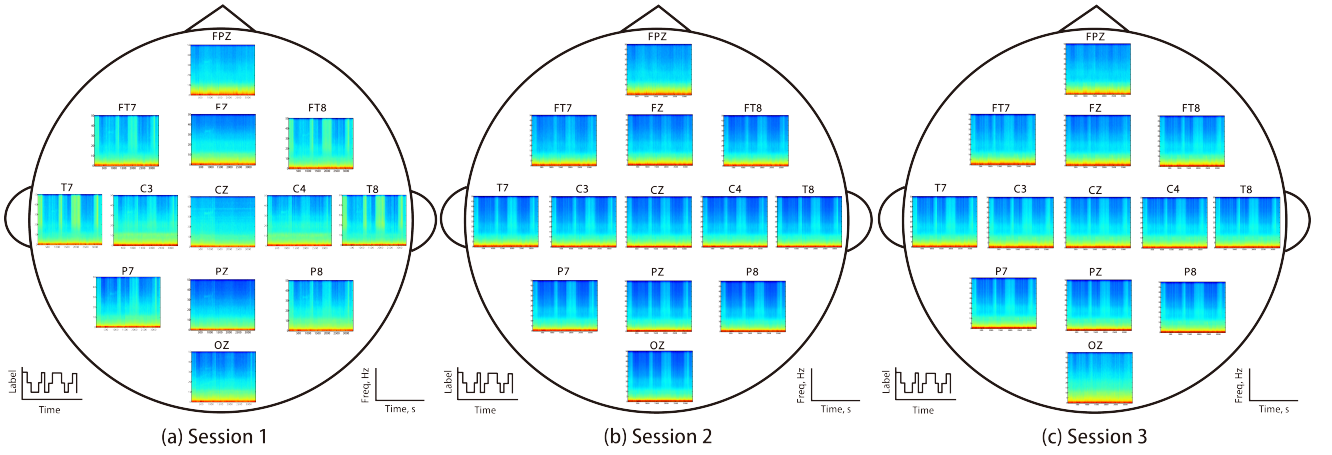 FPZ
FT7 FZ FT8
T7 C3 CZ C4 T8
P7 PZ P8
OZ
Label
Time
Freq, Hz
Time, s
(a) Session 1
FPZ
FT7 FZ FT8
T7 C3 CZ C4 T8
P7 PZ P8
OZ
Label
Time
Freq, Hz
Time, s
(b) Session 2
FPZ
FT7 FZ FT8
T7 C3 CZ C4 T8
P7 PZ P8
OZ
Label
Time
Freq, Hz
Time, s
(c) Session 3